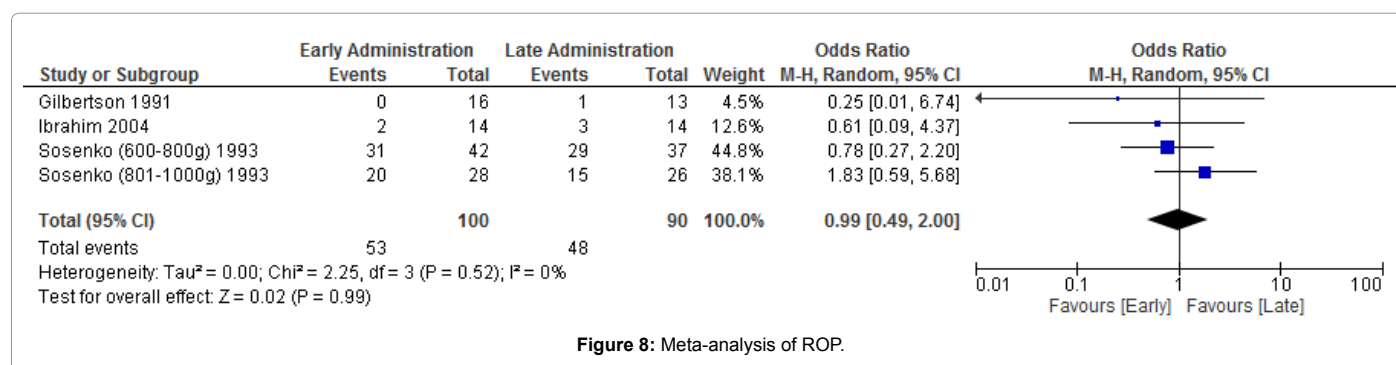 Early Administration Late Administration Odds Ratio Odds Ratio
Study or Subgroup Events Total Events Total Weight M-H, Random, 95% CI M-H, Random, 95% CI
Gilbertson 1991 0 16 1 13 4.5% 0.25 [0.01, 6.74]
Ibrahim 2004 2 14 3 14 12.6% 0.61 [0.09, 4.37]
Sosenko (600-800g) 1993 31 42 29 37 44.8% 0.78 [0.27, 2.20]
Sosenko (801-1000g) 1993 20 28 15 26 38.1% 1.83 [0.59, 5.68]
Total (95% CI) 100 90 100.0% 0.99 [0.49, 2.00]
Total events 53 48
Heterogeneity: Tau² = 0.00; Chi² = 2.25, df = 3 (P = 0.52); I² = 0%
Test for overall effect: Z = 0.02 (P = 0.99)
0.01 0.1 1 10 100
Favours [Early] Favours [Late]
Figure 8: Meta-analysis of ROP.